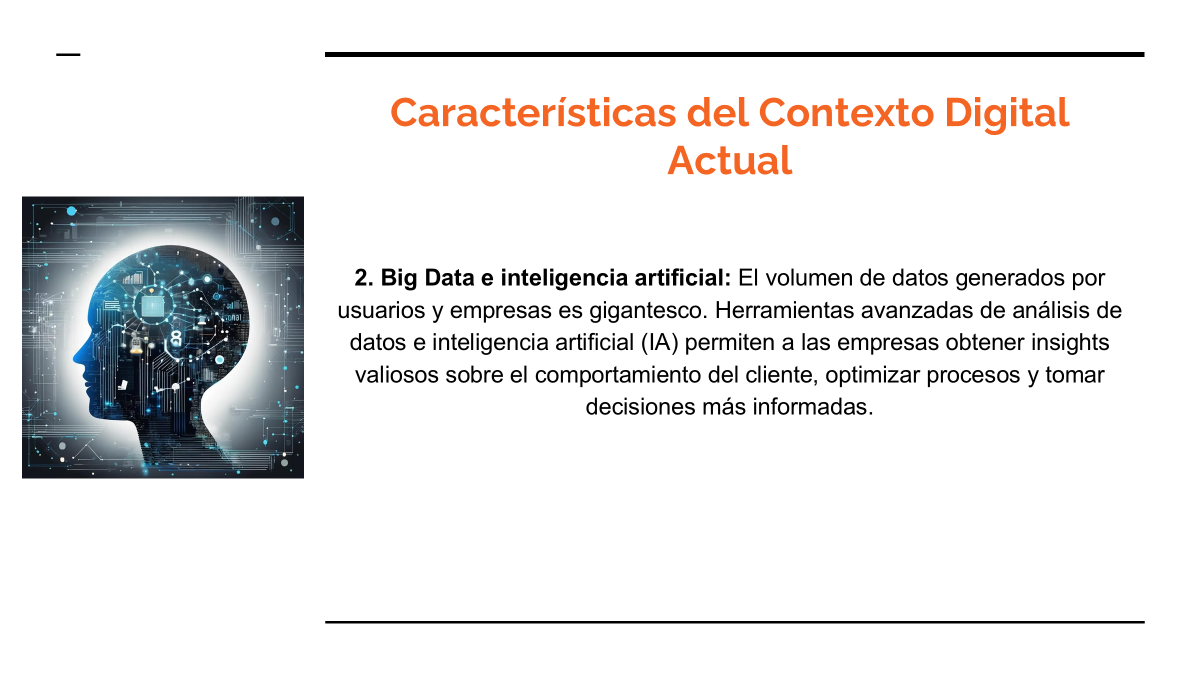 Características del Contexto Digital
Actual
2. Big Data e inteligencia artificial: El volumen de datos generados por
usuarios y empresas es gigantesco. Herramientas avanzadas de análisis de
datos e inteligencia artificial (IA) permiten a las empresas obtener insights
valiosos sobre el comportamiento del cliente, optimizar procesos y tomar
decisiones más informadas.